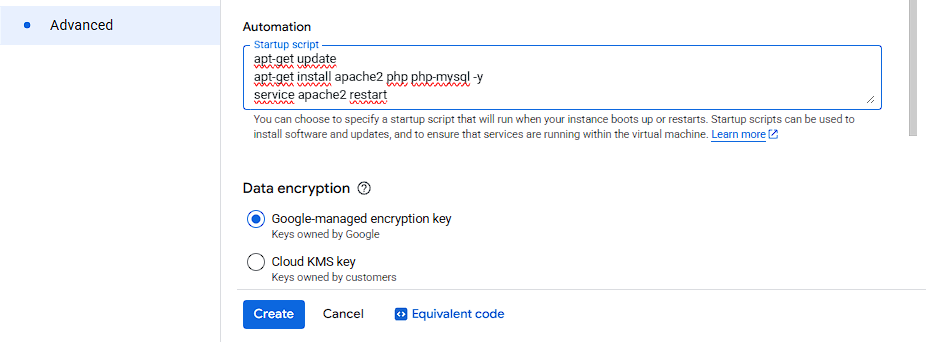 Advanced
Automation
Startup script
apt-get update
apt-get install apache2 php php-mysql -y
service apache2 restart
You can choose to specify a startup script that will run when your instance boots up or restarts. Startup scripts can be used to
install software and updates, and to ensure that services are running within the virtual machine. Learn more
Data encryption
Google-managed encryption key
Keys owned by Google
Cloud KMS key
Keys owned by customers
Create Cancel Equivalent code